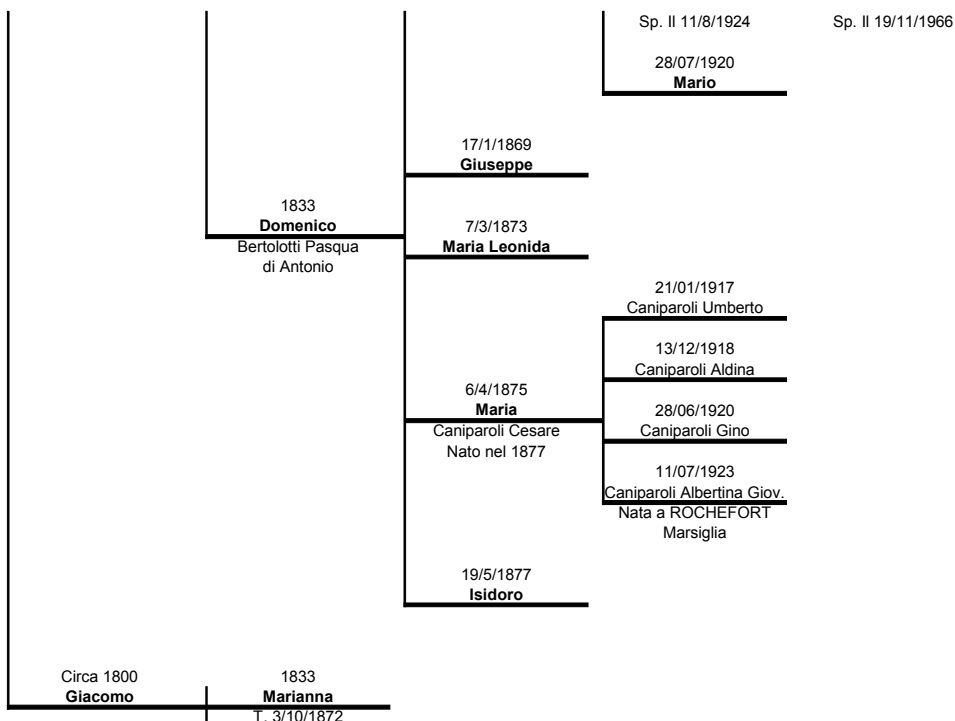 Sp. II 11/8/1924
Sp. II 19/11/1966
28/07/1920
Mario
17/1/1869
Giuseppe
1833
Domenico
Bertolotti Pasqua
di Antonio
7/3/1873
Maria Leonida
21/01/1917
Caniparoli Umberto
13/12/1918
Caniparoli Aldina
6/4/1875
Maria
Caniparoli Cesare
Nato nel 1877
28/06/1920
Caniparoli Gino
11/07/1923
Caniparoli Albertina Giov.
Nata a ROCHEFORT
Marsiglia
19/5/1877
Isidoro
Circa 1800
Giacomo
1833
Marianna
T. 3/10/1872